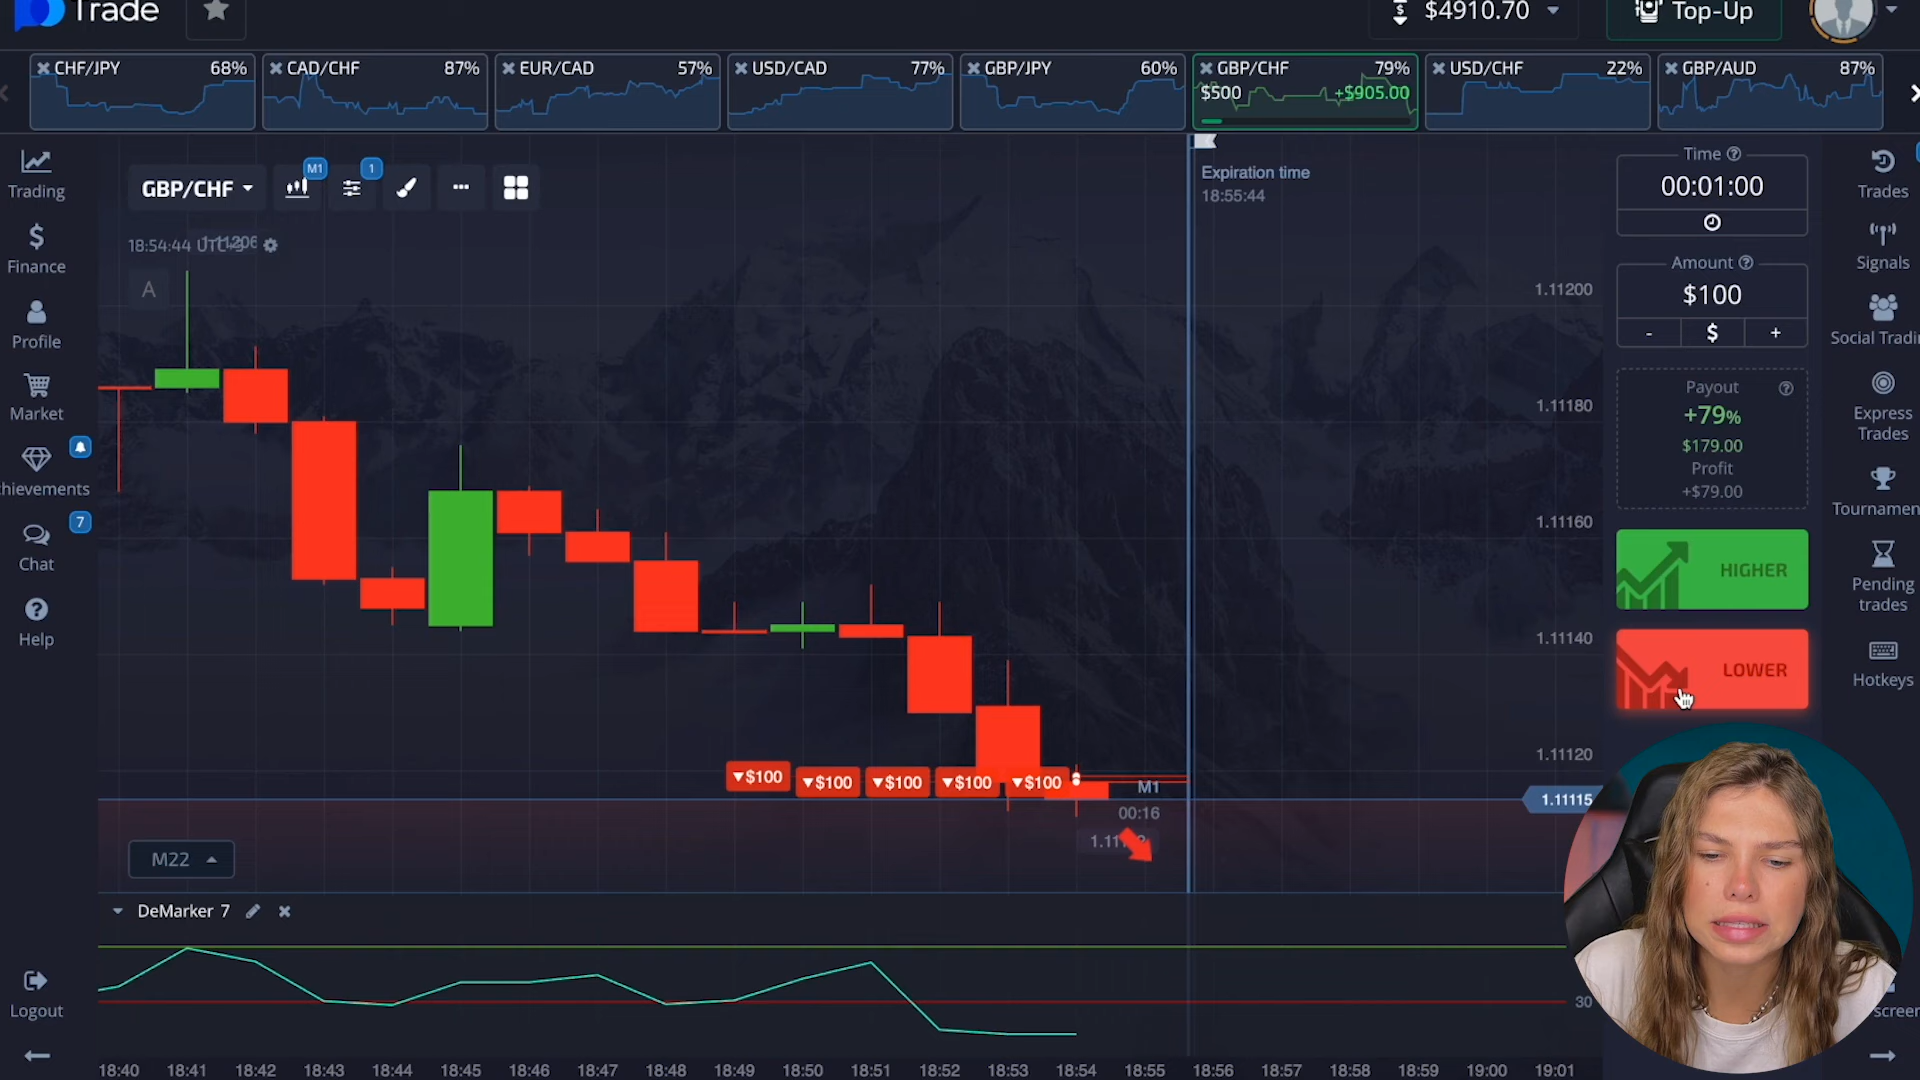 Trade
$4910.70
Top-Up
CHF/JPY 68%
CAD/CHF 87%
EUR/CAD 57%
USD/CAD 77%
GBP/JPY 60%
GBP/CHF 79%
$500 +$905.00
USD/CHF 22%
GBP/AUD 87%
Trading
Finance
Profile
Market
chievements
7
Chat
Help
Logout
GBP/CHF
M1
1
18:54:44 UTC
1.11206
A
Expiration time
18:55:44
1.11200
1.11180
1.11160
1.11140
1.11120
1.11115
$100
$100
$100
$100
$100
M1
00:16
M22
DeMarker 7
30
18:40 18:41 18:42 18:43 18:44 18:45 18:46 18:47 18:48 18:49 18:50 18:51 18:52 18:53 18:54 18:55 18:56 18:57 18:58 18:59 19:00 19:01
Time
00:01:00
Amount
$100
- $ +
Payout
+79%
$179.00
Profit
+$79.00
HIGHER
LOWER
Trades
Signals
Social Tradi
Express
Trades
Tournamen
Pending
trades
Hotkeys
screen